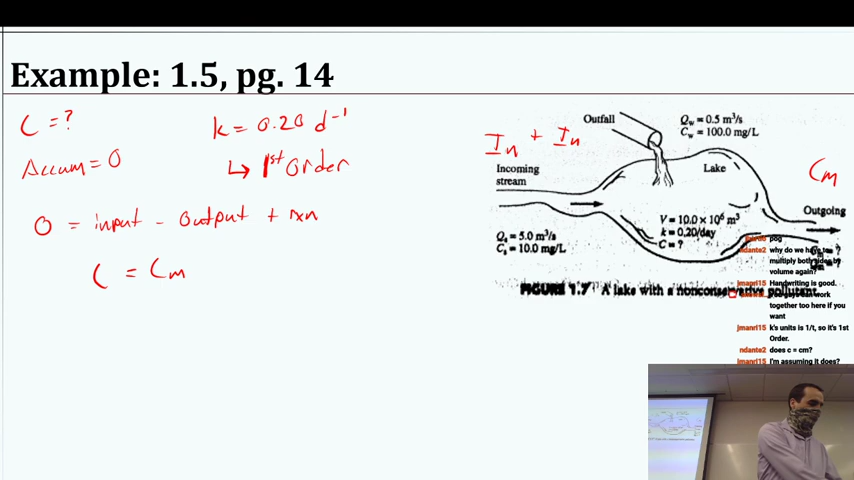 Example: 1.5, pg. 14
C = ?
k = 0.20 d⁻¹
Accum = 0
↳ 1st Order
0 = input - output + rxn
C = Cm
In + In
Outfall
Qw = 0.5 m³/s
Cw = 100.0 mg/L
Incoming
stream
Lake
Cm
Outgoing
V = 10.0 × 10⁶ m³
k = 0.20/day
C = ?
Qs = 5.0 m³/s
Cs = 10.0 mg/L
FIGURE 1.7 A lake with a nonconservative pollutant.
pog
ndante2 why do we have to
multiply both sides by
volume again?
jmanri15 Handwriting is good.
You guys can work
together too here if you
want
jmanri15 k's units is 1/t, so it's 1st
Order.
ndante2 does c = cm?
jmanri15 I'm assuming it does?